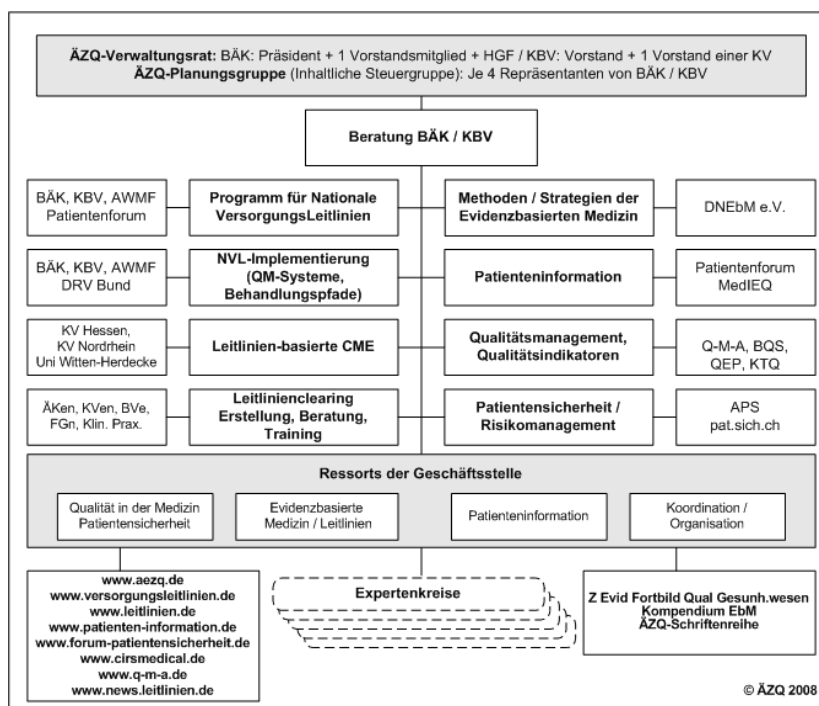 ÄZQ-Verwaltungsrat: BÄK: Präsident + 1 Vorstandsmitglied + HGF / KBV: Vorstand + 1 Vorstand einer KV
ÄZQ-Planungsgruppe (Inhaltliche Steuergruppe): Je 4 Repräsentanten von BÄK / KBV
Beratung BÄK / KBV
BÄK, KBV, AWMF
Patientenforum
Programm für Nationale
VersorgungsLeitlinien
Methoden / Strategien der
Evidenzbasierten Medizin
DNEbM e.V.
BÄK, KBV, AWMF
DRV Bund
NVL-Implementierung
(QM-Systeme,
Behandlungspfade)
Patienteninformation
Patientenforum
MedIEQ
KV Hessen,
KV Nordrhein
Uni Witten-Herdecke
Leitlinien-basierte CME
Qualitätsmanagement,
Qualitätsindikatoren
Q-M-A, BQS,
QEP, KTQ
ÄKen, KVen, BVe,
FGn, Klin. Prax.
Leitlinienclearing
Erstellung, Beratung,
Training
Patientensicherheit /
Risikomanagement
APS
pat.sich.ch
Ressorts der Geschäftsstelle
Qualität in der Medizin
Patientensicherheit
Evidenzbasierte
Medizin / Leitlinien
Patienteninformation
Koordination /
Organisation
www.aezq.de
www.versorgungsleitlinien.de
www.leitlinien.de
www.patienten-information.de
www.forum-patientensicherheit.de
www.cirsmedical.de
www.q-m-a.de
www.news.leitlinien.de
Expertenkreise
Z Evid Fortbild Qual Gesunh.wesen
Kompendium EbM
ÄZQ-Schriftenreihe
© ÄZQ 2008